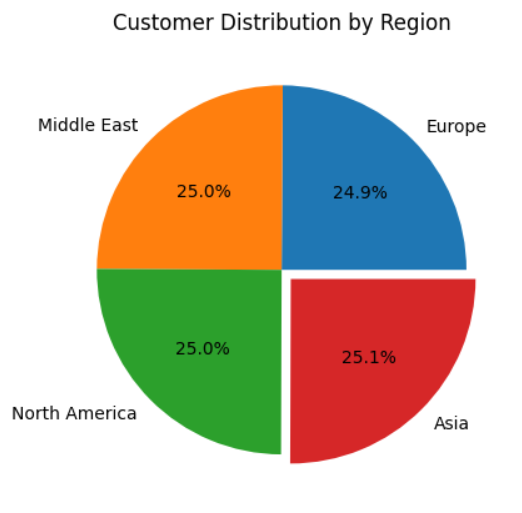 Customer Distribution by Region
Middle East
Europe
25.0%
24.9%
25.0%
25.1%
North America
Asia